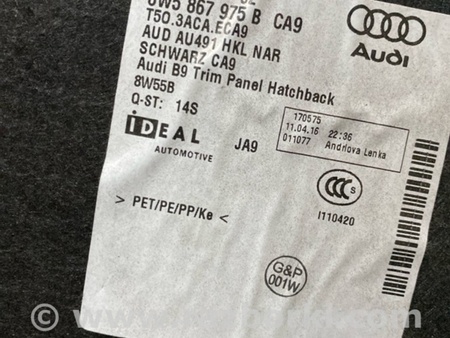 8W5 867 975 B CA9
T50.3ACA.ECA9
AUD AU491 HKL NAR
SCHWARZ CA9
Audi B9 Trim Panel Hatchback
8W55B
Q-ST: 14S
Audi
iDEAL
AUTOMOTIVE
JA9
170575
11.04.16 22:36
011077 Andrlova Lenka
CCC S
I110420
> PET/PE/PP/Ke <
G&P
001W